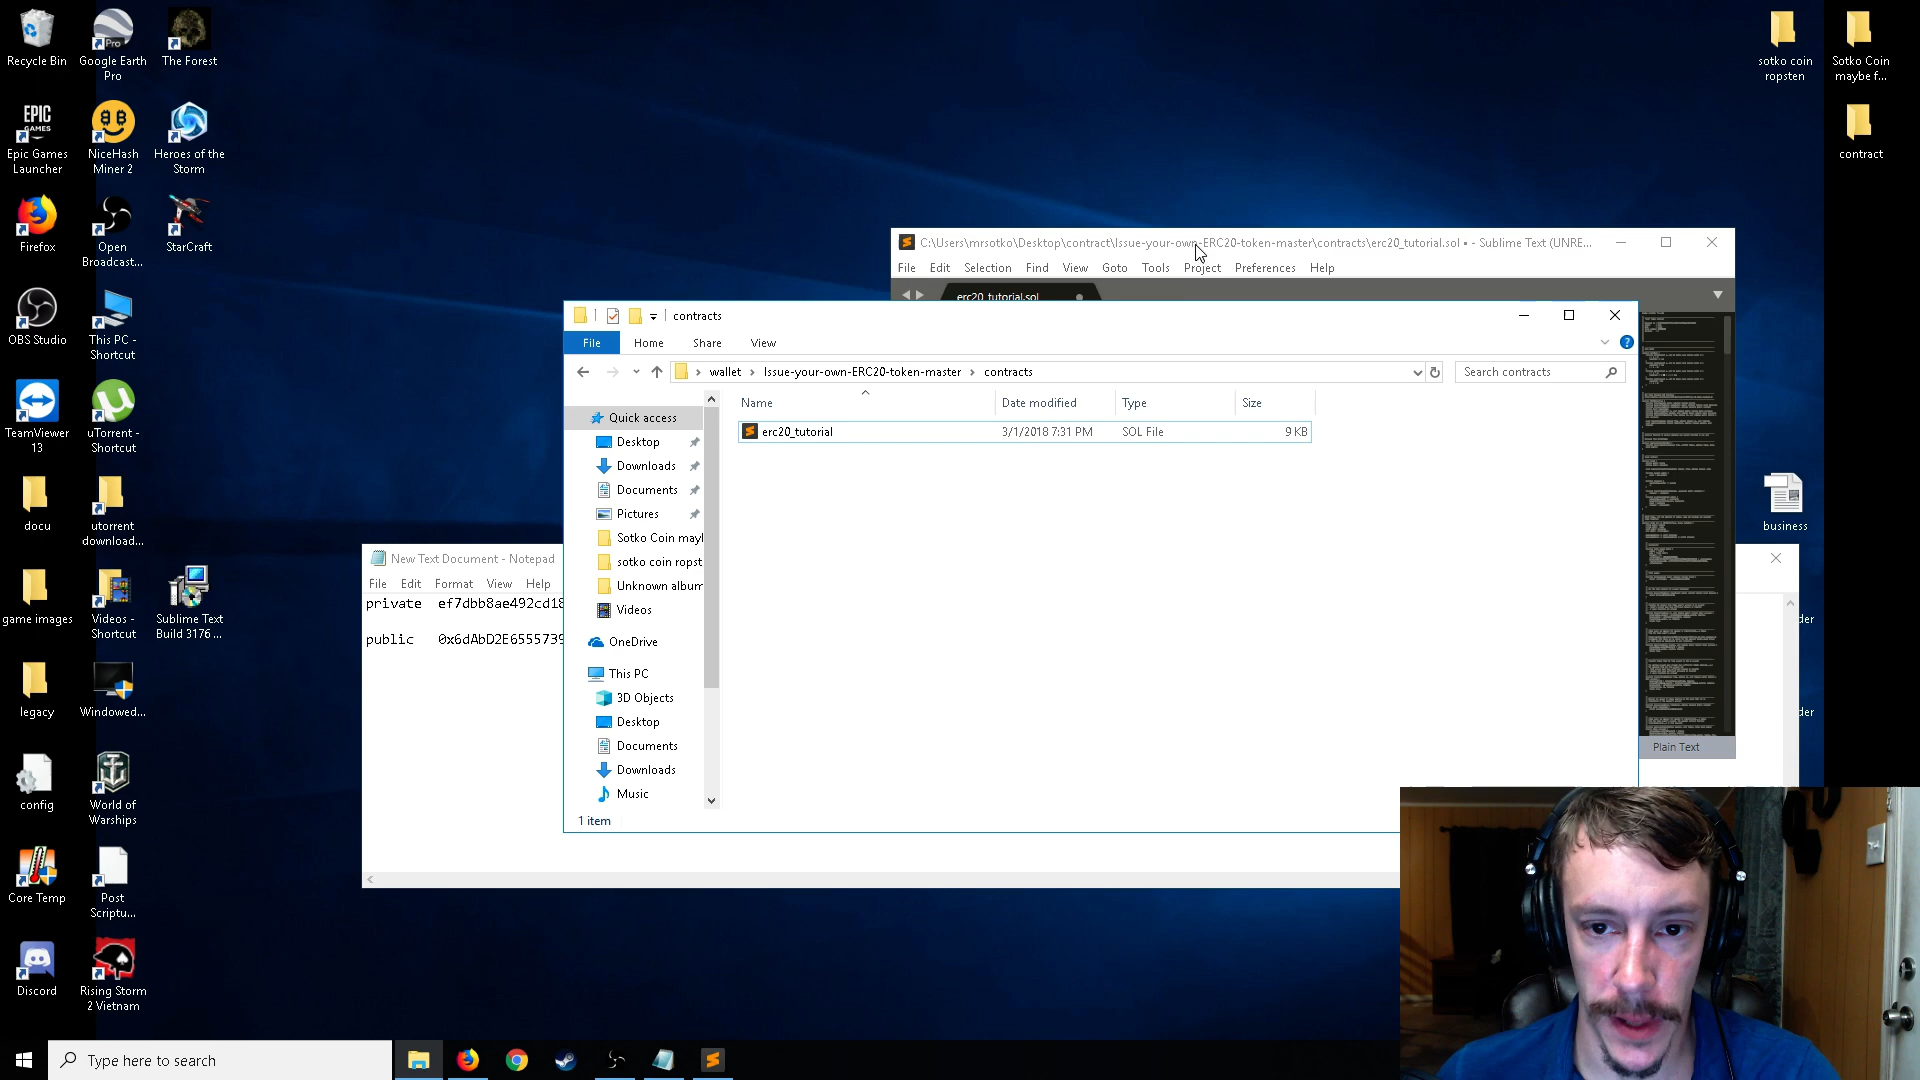 Recycle Bin
Google Earth
Pro
The Forest
Epic Games
Launcher
NiceHash
Miner 2
Heroes of the
Storm
Firefox
Open
Broadcast...
StarCraft
OBS Studio
This PC -
Shortcut
TeamViewer
13
uTorrent -
Shortcut
docu
utorrent
download...
game images
Videos -
Shortcut
Sublime Text
Build 3176 ...
legacy
Windowed...
config
World of
Warships
Core Temp
Post
Scriptu...
Discord
Rising Storm
2 Vietnam
sotko coin
ropsten
Sotko Coin
maybe f...
contract
business
der
der
C:\Users\mrsotko\Desktop\contract\Issue-your-own-ERC20-token-master\contracts\erc20_tutorial.sol • - Sublime Text (UNRE...
File Edit Selection Find View Goto Tools Project Preferences Help
erc20_tutorial.sol
Plain Text
contracts
File Home Share View
wallet > Issue-your-own-ERC20-token-master > contracts
Search contracts
Name Date modified Type Size
erc20_tutorial 3/1/2018 7:31 PM SOL File 9 KB
Quick access
Desktop
Downloads
Documents
Pictures
Sotko Coin mayl
sotko coin ropst
Unknown album
Videos
OneDrive
This PC
3D Objects
Desktop
Documents
Downloads
Music
1 item
New Text Document - Notepad
File Edit Format View Help
private ef7dbb8ae492cd18
public 0x6dAbD2E6555739
Type here to search